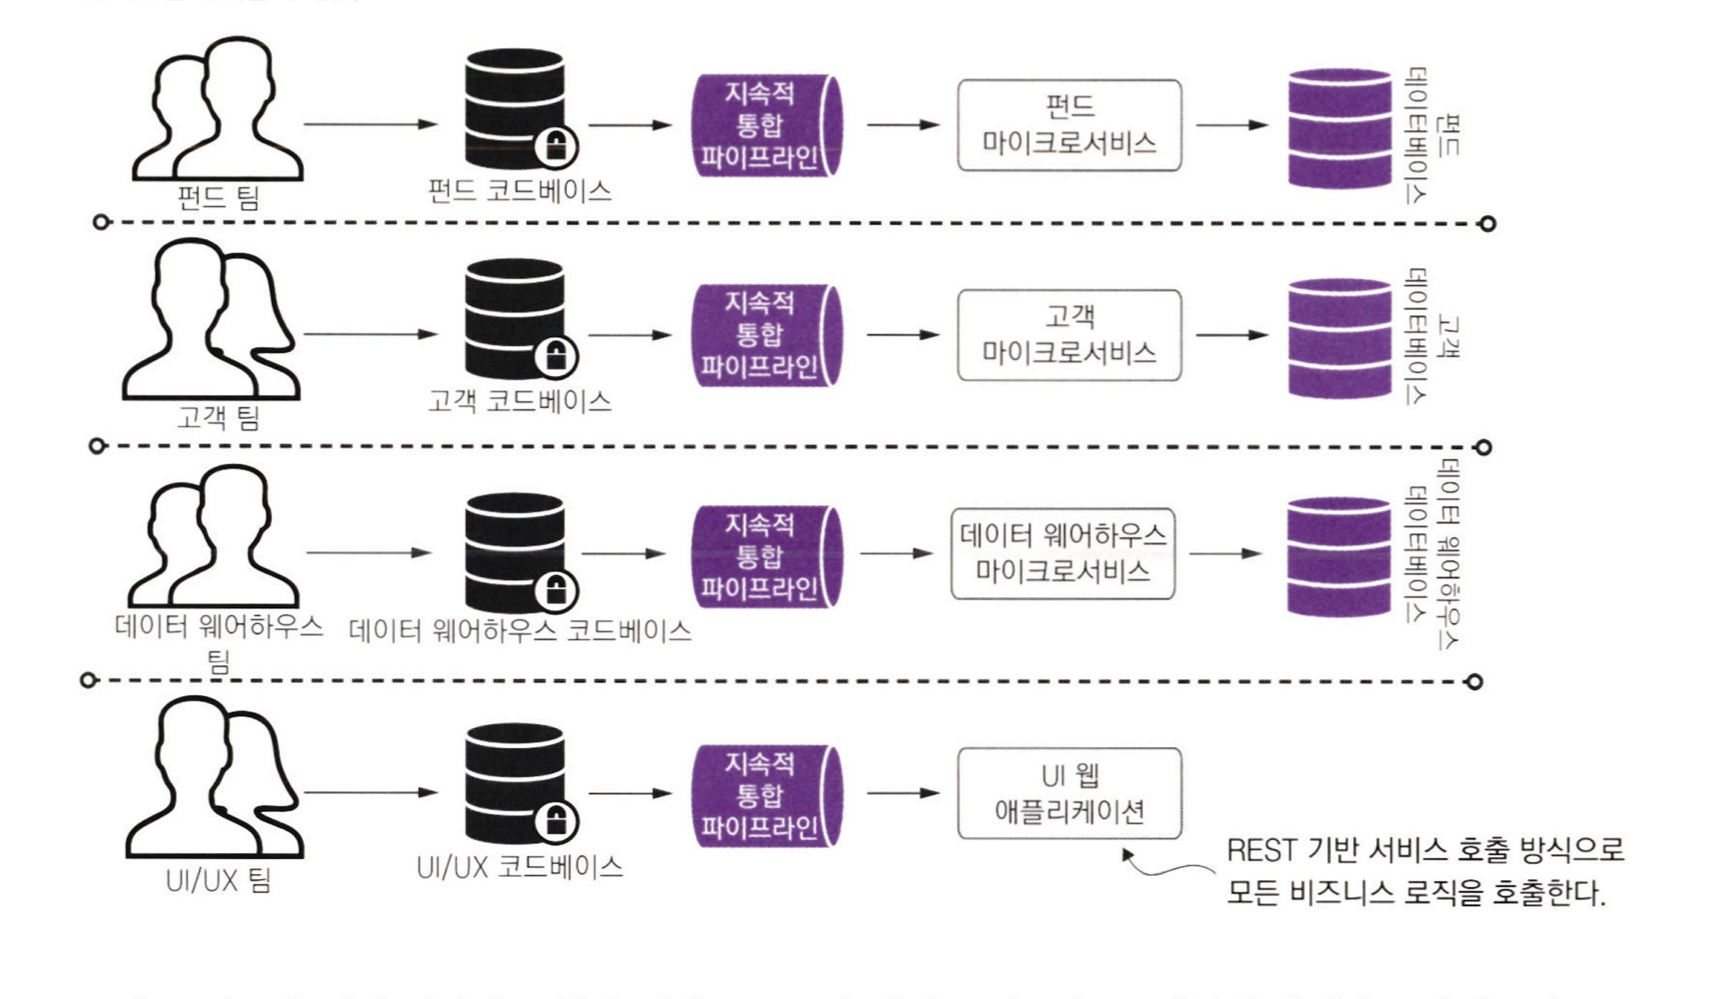 지속적
통합
파이프라인
펀드
마이크로서비스
펀드
데이터베이스
펀드 팀
펀드 코드베이스
지속적
통합
파이프라인
고객
마이크로서비스
고객
데이터베이스
고객 팀
고객 코드베이스
지속적
통합
파이프라인
데이터 웨어하우스
마이크로서비스
데이터 웨어하우스
데이터베이스
데이터 웨어하우스
팀
데이터 웨어하우스 코드베이스
지속적
통합
파이프라인
UI 웹
애플리케이션
UI/UX 팀
UI/UX 코드베이스
REST 기반 서비스 호출 방식으로
모든 비즈니스 로직을 호출한다.